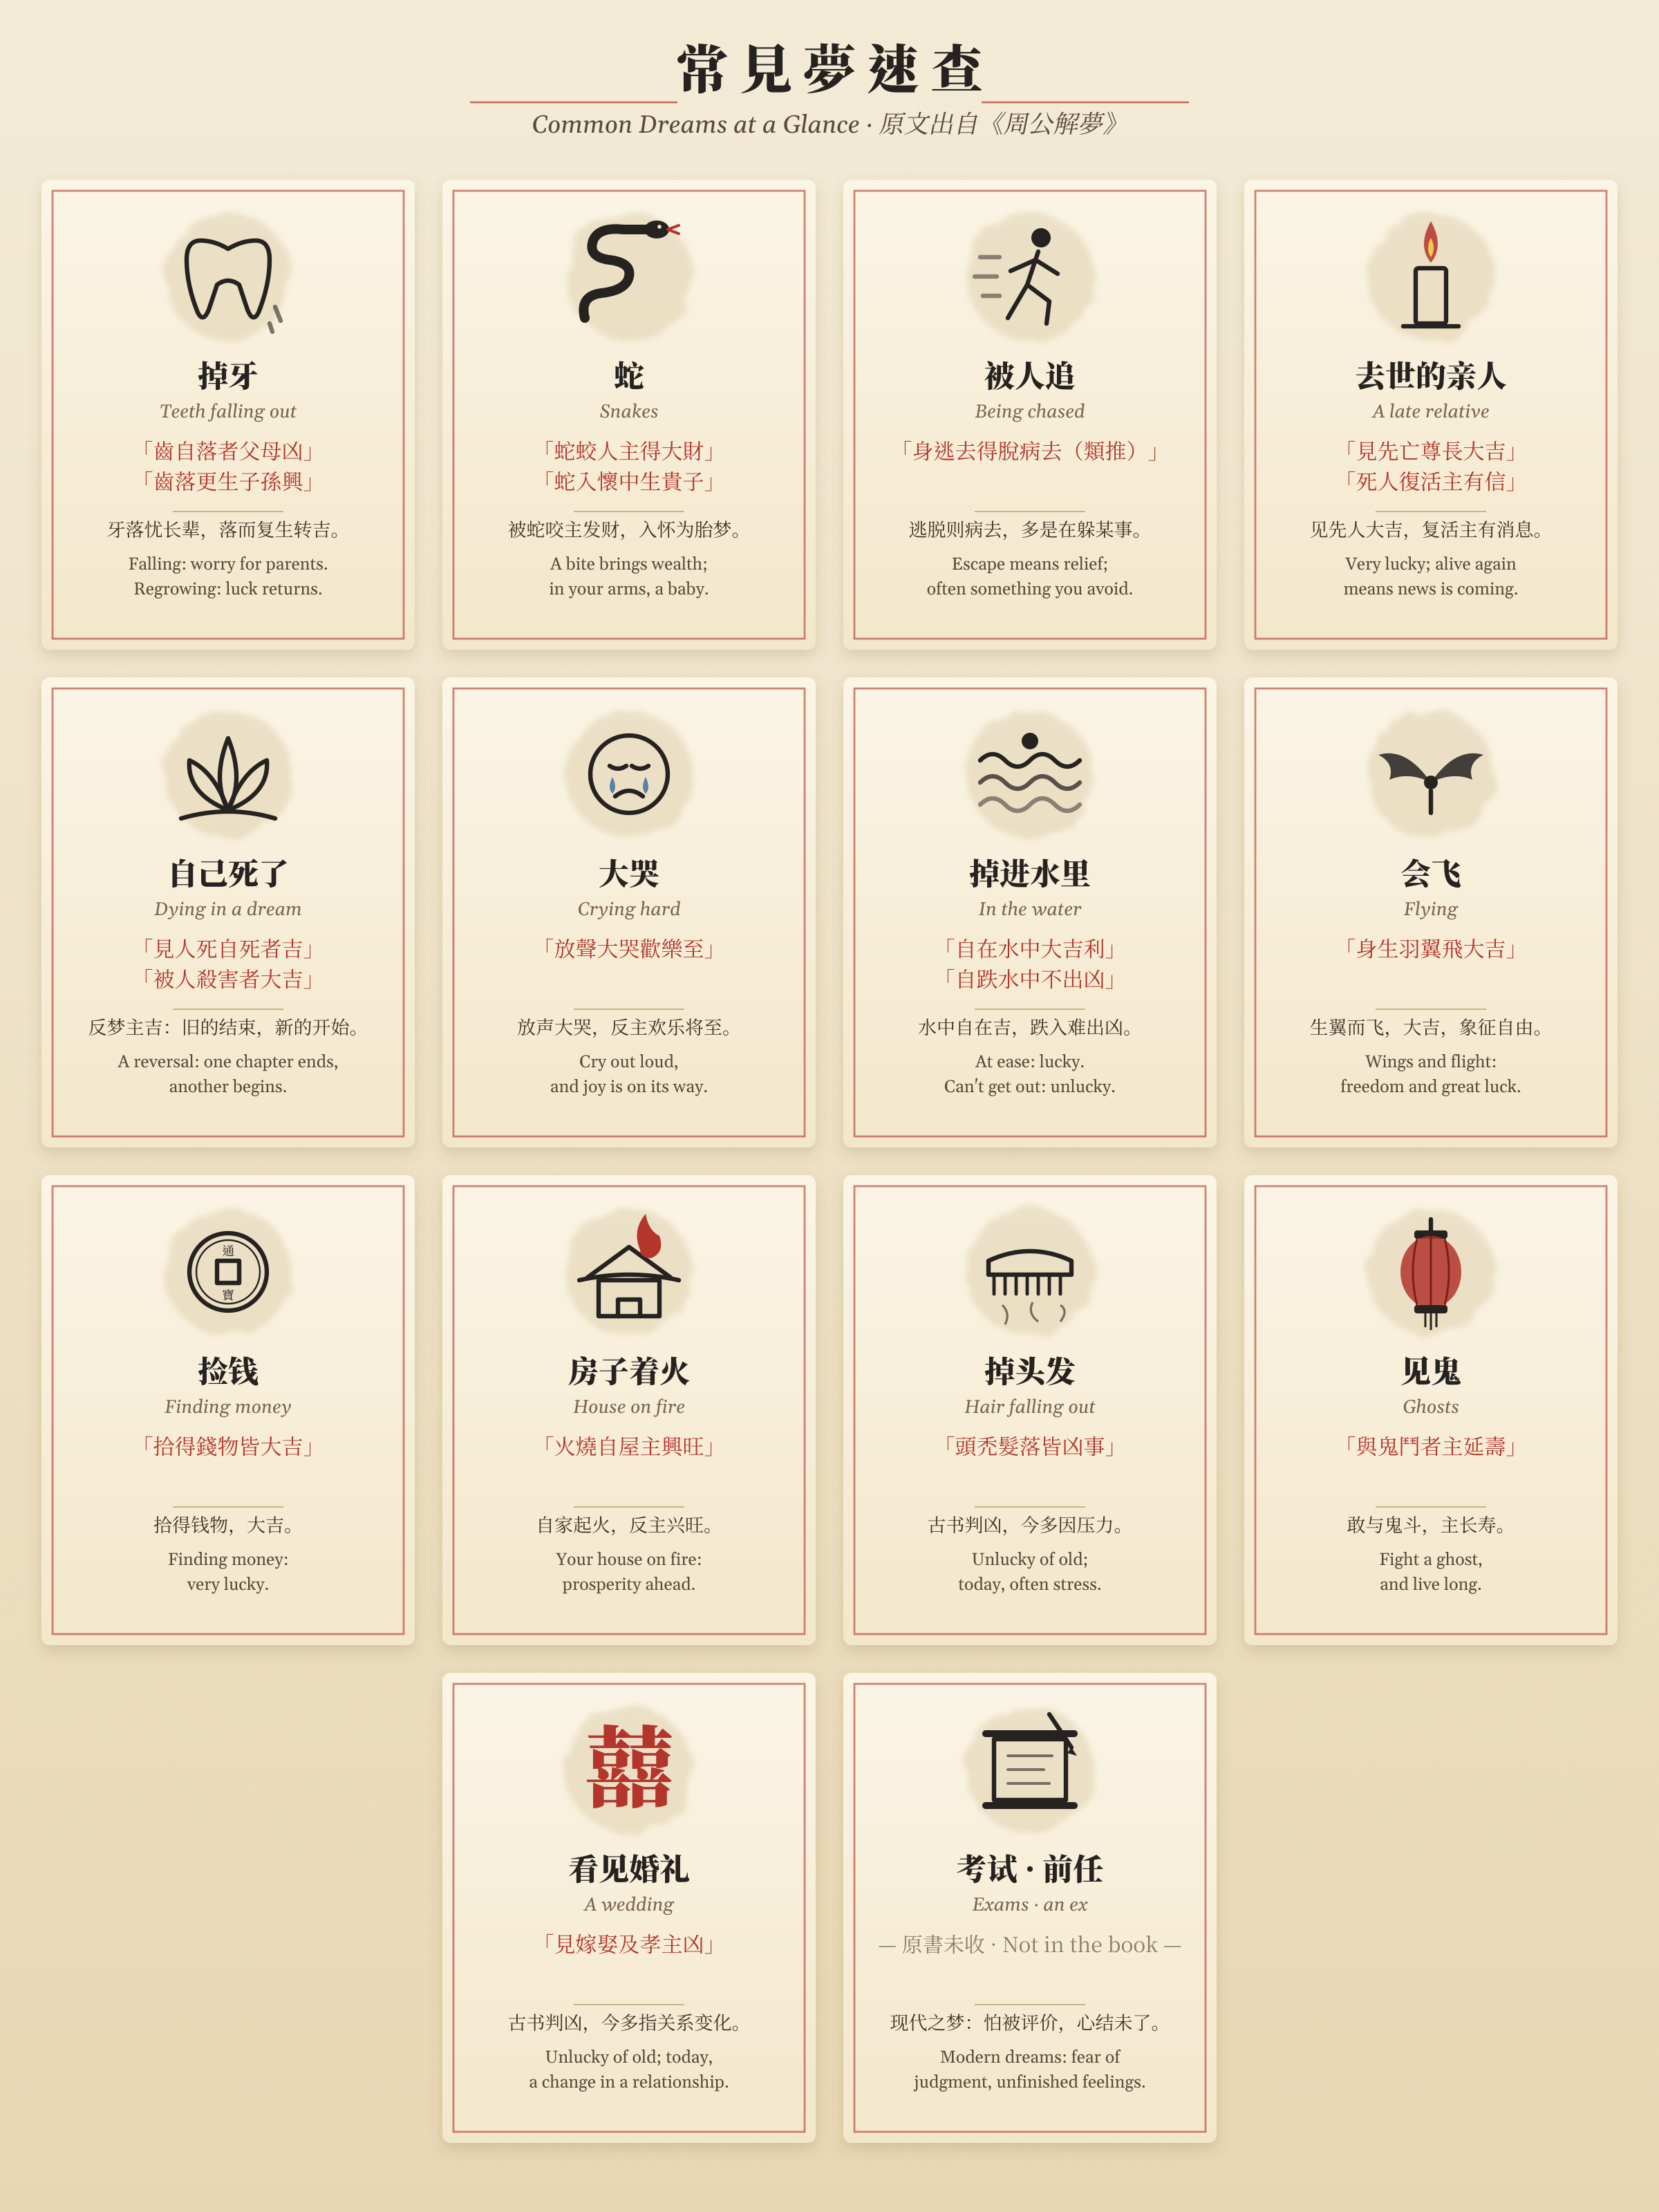 常見夢速查
Common Dreams at a Glance · 原文出自《周公解夢》
掉牙
Teeth falling out
「齒自落者父母凶」
「齒落更生子孫興」
牙落忧长辈，落而复生转吉。
Falling: worry for parents.
Regrowing: luck returns.
蛇
Snakes
「蛇蛟人主得大財」
「蛇入懷中生貴子」
被蛇咬主发财，入怀为胎梦。
A bite brings wealth;
in your arms, a baby.
被人追
Being chased
「身逃去得脫病去（類推）」
逃脱则病去，多是在躲某事。
Escape means relief;
often something you avoid.
去世的亲人
A late relative
「見先亡尊長大吉」
「死人復活主有信」
见先人大吉，复活主有消息。
Very lucky; alive again
means news is coming.
自己死了
Dying in a dream
「見人死自死者吉」
「被人殺害者大吉」
反梦主吉：旧的结束，新的开始。
A reversal: one chapter ends,
another begins.
大哭
Crying hard
「放聲大哭歡樂至」
放声大哭，反主欢乐将至。
Cry out loud,
and joy is on its way.
掉进水里
In the water
「自在水中大吉利」
「自跌水中不出凶」
水中自在吉，跌入难出凶。
At ease: lucky.
Can't get out: unlucky.
会飞
Flying
「身生羽翼飛大吉」
生翼而飞，大吉，象征自由。
Wings and flight:
freedom and great luck.
通
寶
捡钱
Finding money
「拾得錢物皆大吉」
拾得钱物，大吉。
Finding money:
very lucky.
房子着火
House on fire
「火燒自屋主興旺」
自家起火，反主兴旺。
Your house on fire:
prosperity ahead.
掉头发
Hair falling out
「頭禿髮落皆凶事」
古书判凶，今多因压力。
Unlucky of old;
today, often stress.
见鬼
Ghosts
「與鬼鬥者主延壽」
敢与鬼斗，主长寿。
Fight a ghost,
and live long.
囍
看见婚礼
A wedding
「見嫁娶及孝主凶」
古书判凶，今多指关系变化。
Unlucky of old; today,
a change in a relationship.
考试 · 前任
Exams · an ex
— 原書未收 · Not in the book —
现代之梦：怕被评价，心结未了。
Modern dreams: fear of
judgment, unfinished feelings.